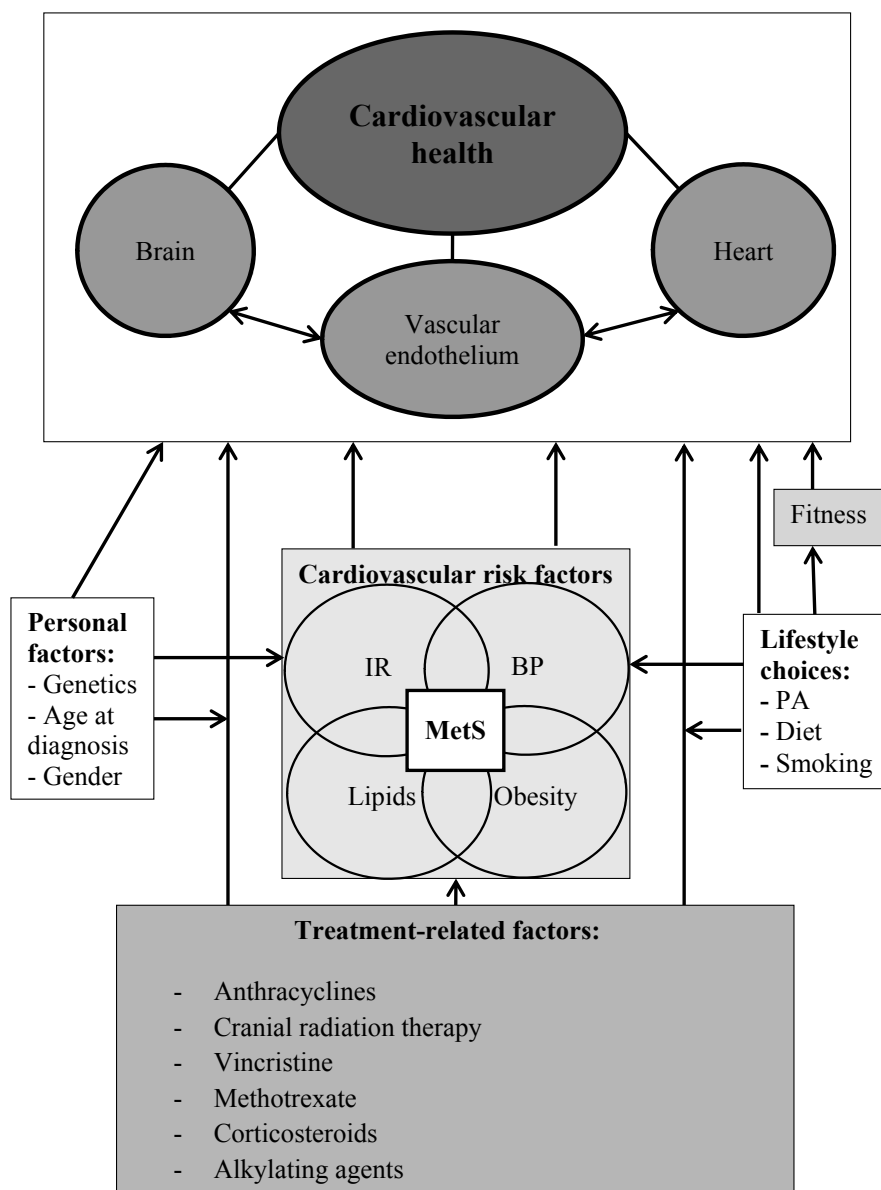 Cardiovascular
health
Brain
Heart
Vascular
endothelium
Fitness
Cardiovascular risk factors
Personal
factors:
- Genetics
- Age at
diagnosis
- Gender
IR
BP
MetS
Lipids
Obesity
Lifestyle
choices:
- PA
- Diet
- Smoking
Treatment-related factors:
- Anthracyclines
- Cranial radiation therapy
- Vincristine
- Methotrexate
- Corticosteroids
- Alkylating agents